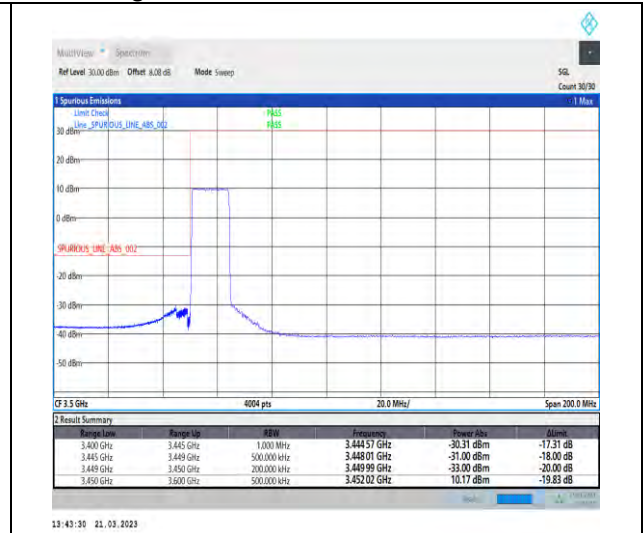 MultiView Spectrum
Ref Level 30.00 dBm Offset 8.08 dB Mode Sweep SGL
Count 30/30
1 Spurious Emissions 1 Max
Limit Check PASS
Line _SPURIOUS_LINE_ABS_002 PASS
30 dBm
20 dBm
10 dBm
0 dBm
_SPURIOUS_LINE_ABS_002
-20 dBm
-30 dBm
-40 dBm
-50 dBm
CF 3.5 GHz 4004 pts 20.0 MHz/ Span 200.0 MHz
2 Result Summary
Range Low Range Up RBW Frequency Power Abs ΔLimit
3.400 GHz 3.445 GHz 1.000 MHz 3.444 57 GHz -30.31 dBm -17.31 dB
3.445 GHz 3.449 GHz 500.000 kHz 3.448 01 GHz -31.00 dBm -18.00 dB
3.449 GHz 3.450 GHz 200.000 kHz 3.449 99 GHz -33.00 dBm -20.00 dB
3.450 GHz 3.600 GHz 500.000 kHz 3.452 02 GHz 10.17 dBm -19.83 dB
13:43:30 21.03.2023